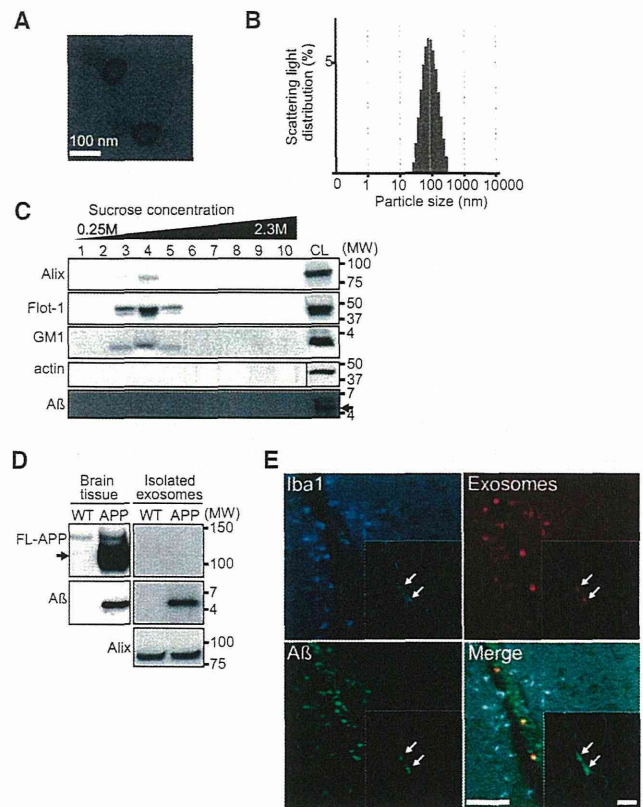 A
100 nm
B
Scattering light
distribution (%)
5
0 1 10 100 1000 10000
Particle size (nm)
C
Sucrose concentration
0.25M 2.3M
1 2 3 4 5 6 7 8 9 10 CL (MW)
Alix 100
75
Flot-1 50
37
GM1 4
actin 50
37
Aß 7
4
D
Brain
tissue
Isolated
exosomes
WT APP WT APP (MW)
FL-APP 150
100
Aß 7
4
Alix 100
75
E
Iba1
Exosomes
Aß
Merge